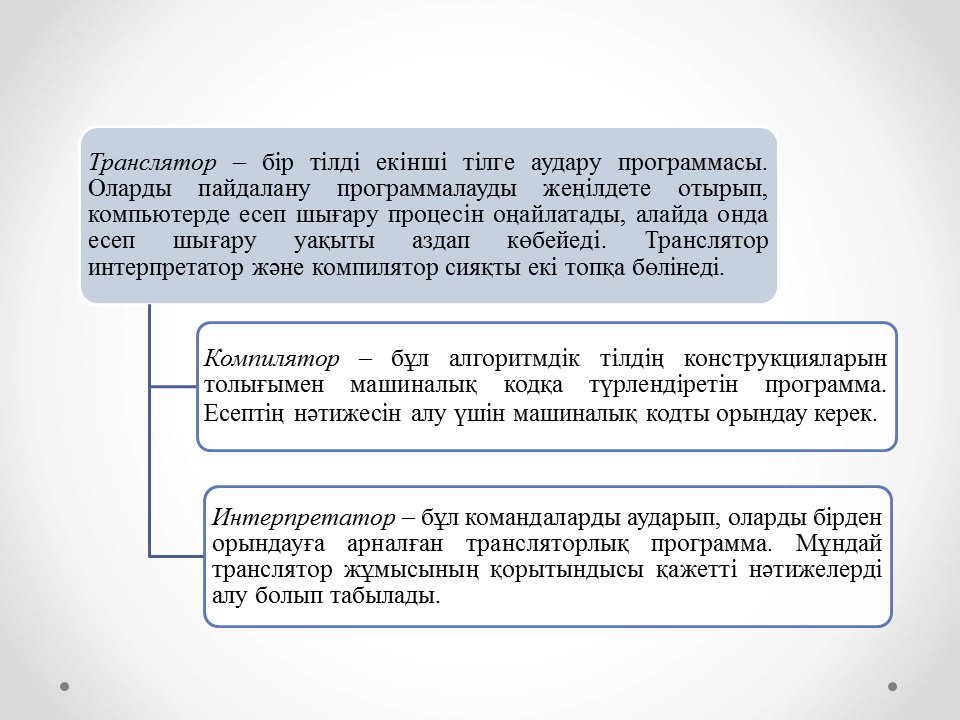 Транслятор – бір тілді екінші тілге аудару программасы.
Оларды пайдалану программалауды жеңілдете отырып,
компьютерде есеп шығару процесін оңайлатады, алайда онда
есеп шығару уақыты аздап көбейеді. Транслятор
интерпретатор және компилятор сияқты екі топқа бөлінеді.
Компилятор – бұл алгоритмдік тілдің конструкцияларын
толығымен машиналық кодқа түрлендіретін программа.
Есептің нәтижесін алу үшін машиналық кодты орындау керек.
Интерпретатор – бұл командаларды аударып, оларды бірден
орындауға арналған трансляторлық программа. Мұндай
транслятор жұмысының қорытындысы қажетті нәтижелерді
алу болып табылады.